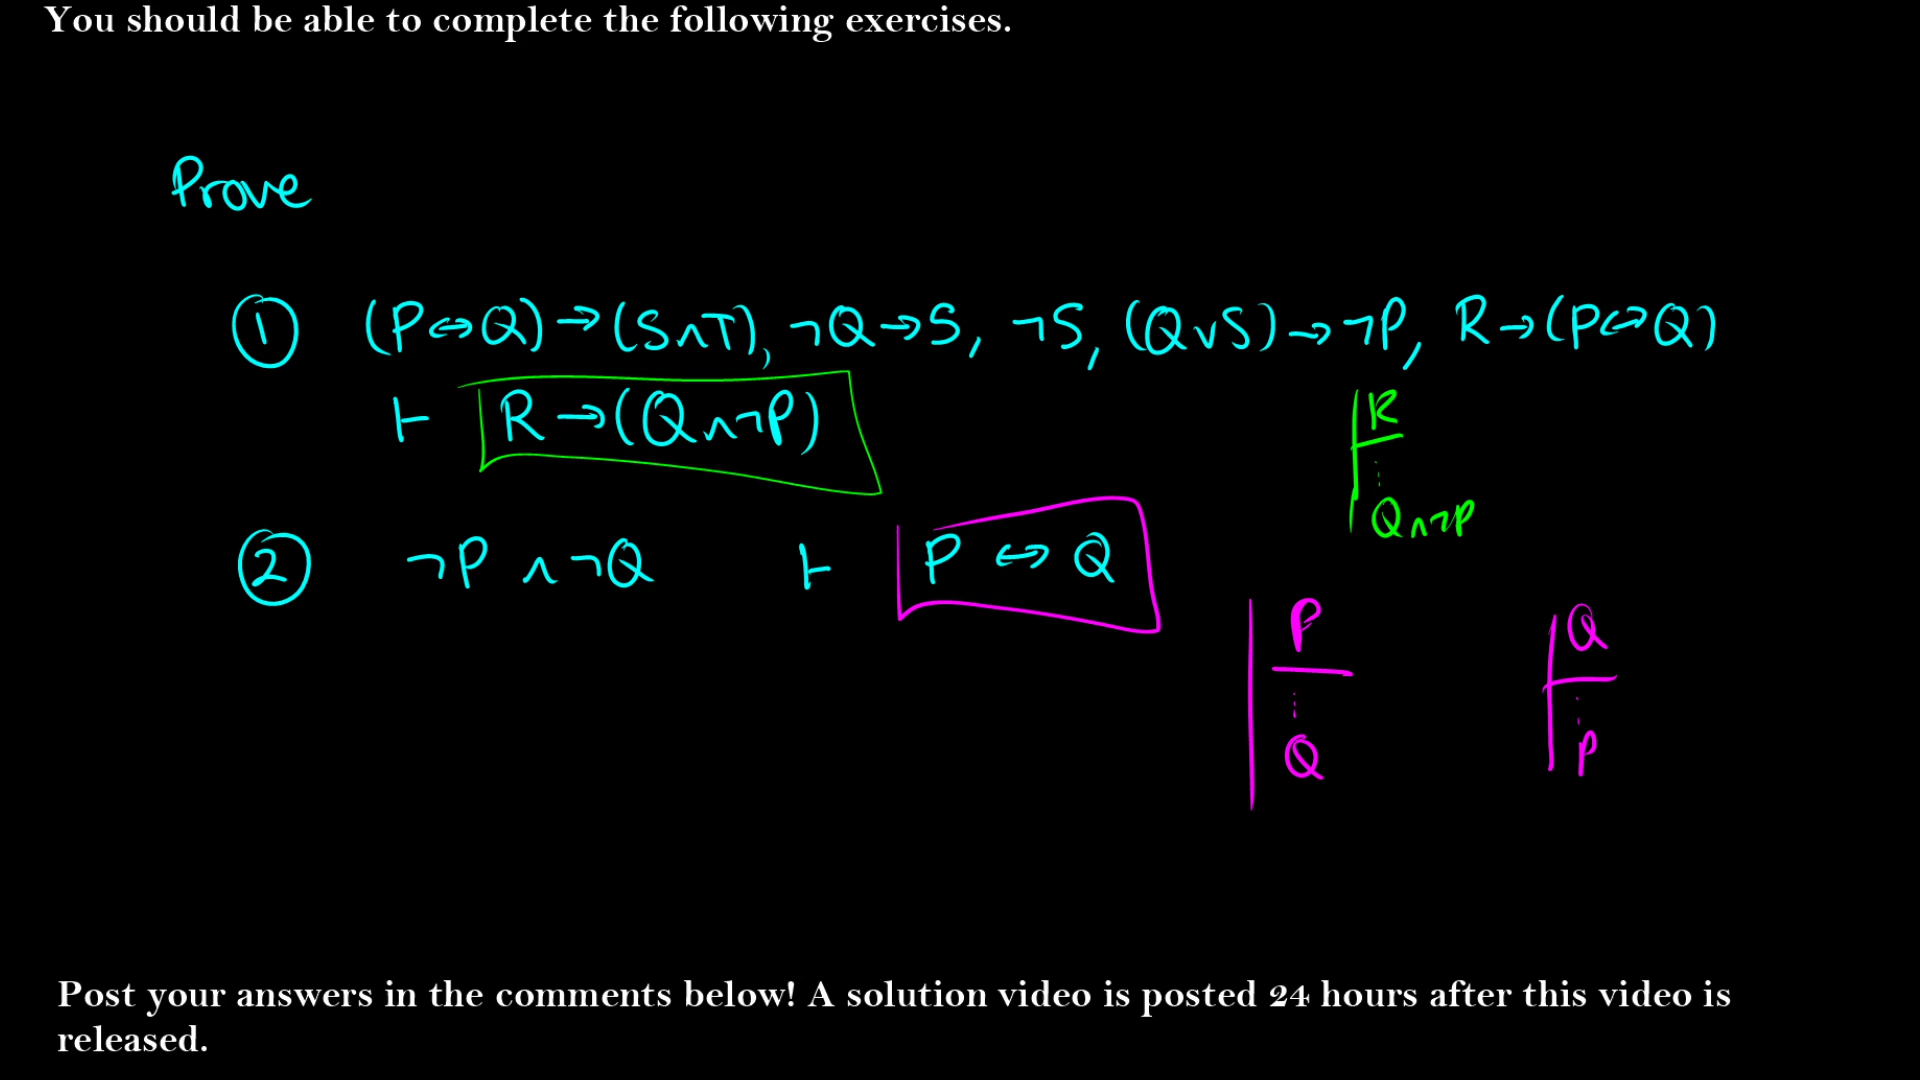 You should be able to complete the following exercises.
Prove
① (P↔Q)→(S∧T), ¬Q→S, ¬S, (Q∨S)→¬P, R→(P↔Q)
⊢ R→(Q∧¬P)
R
⋮
Q∧¬P
② ¬P∧¬Q ⊢ P↔Q
P
⋮
Q
Q
⋮
P
Post your answers in the comments below! A solution video is posted 24 hours after this video is
released.